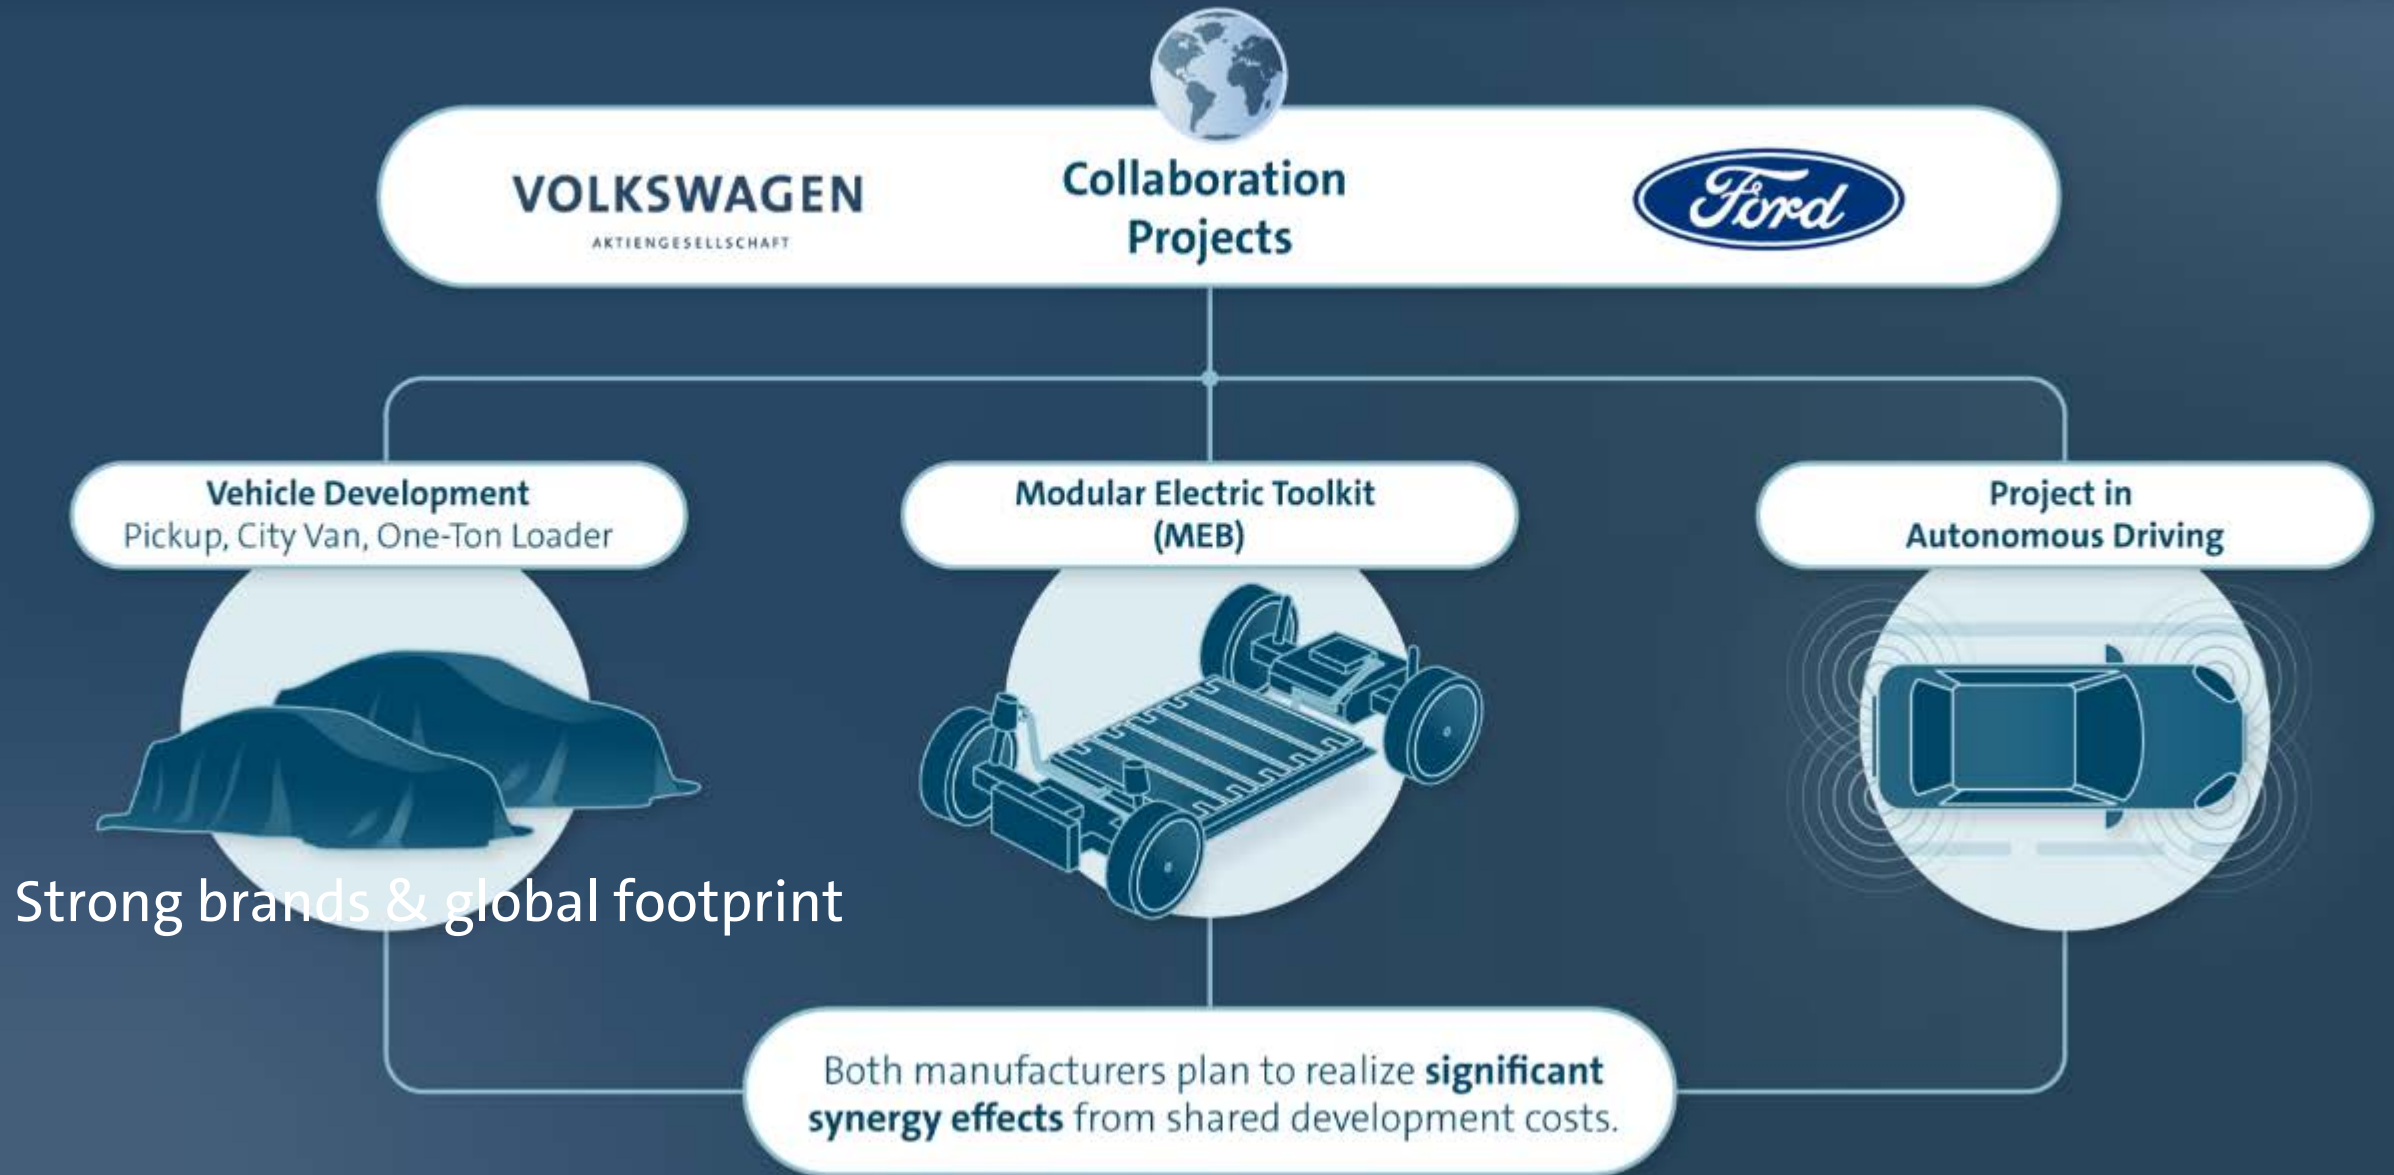 VOLKSWAGEN
AKTIENGESELLSCHAFT
Collaboration
Projects
Ford
Vehicle Development
Pickup, City Van, One-Ton Loader
Modular Electric Toolkit
(MEB)
Project in
Autonomous Driving
Strong brands & global footprint
Both manufacturers plan to realize significant
synergy effects from shared development costs.